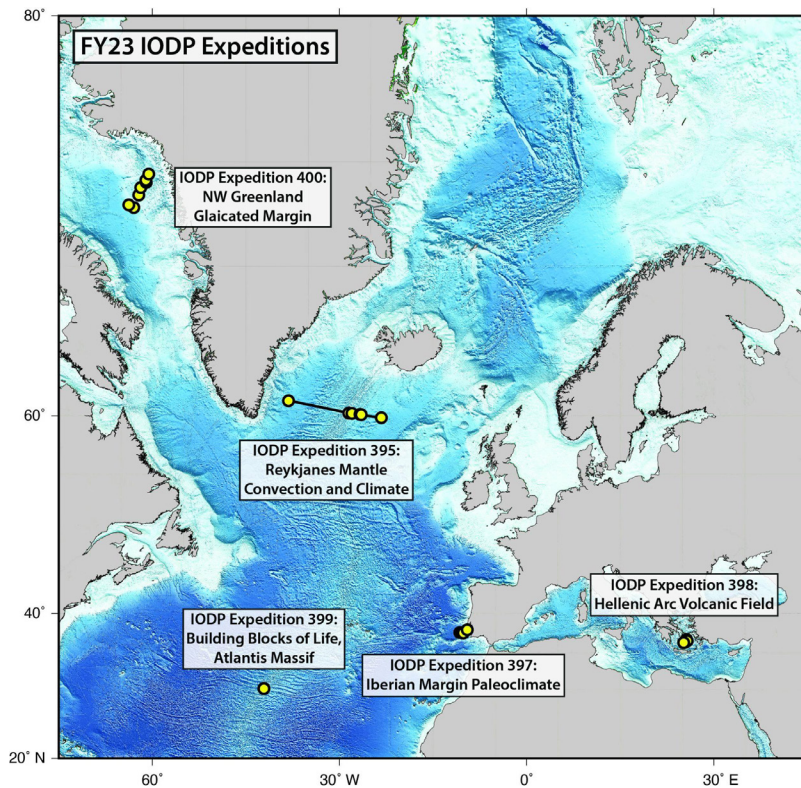 80˚
FY23 IODP Expeditions
IODP Expedition 400:
NW Greenland
Glaicated Margin
60˚
IODP Expedition 395:
Reykjanes Mantle
Convection and Climate
IODP Expedition 398:
Hellenic Arc Volcanic Field
40˚
IODP Expedition 399:
Building Blocks of Life,
Atlantis Massif
IODP Expedition 397:
Iberian Margin Paleoclimate
20˚ N
60˚
30˚ W
0˚
30˚ E